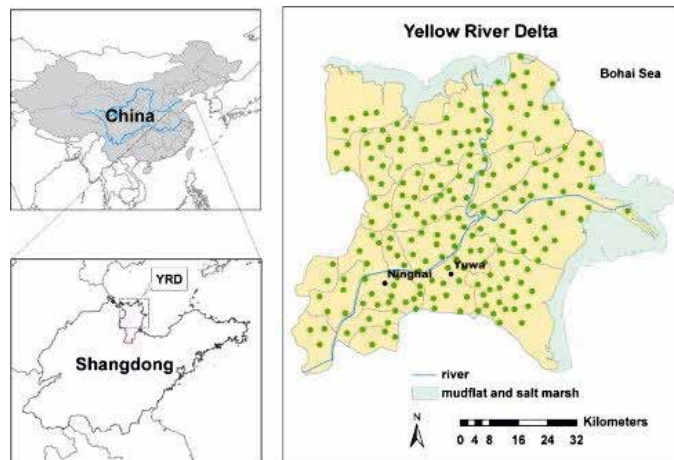 China
YRD
Shangdong
Yellow River Delta
Bohai Sea
Ninghai
Yuwa
river
mudflat and salt marsh
N
Kilometers
0 4 8 16 24 32